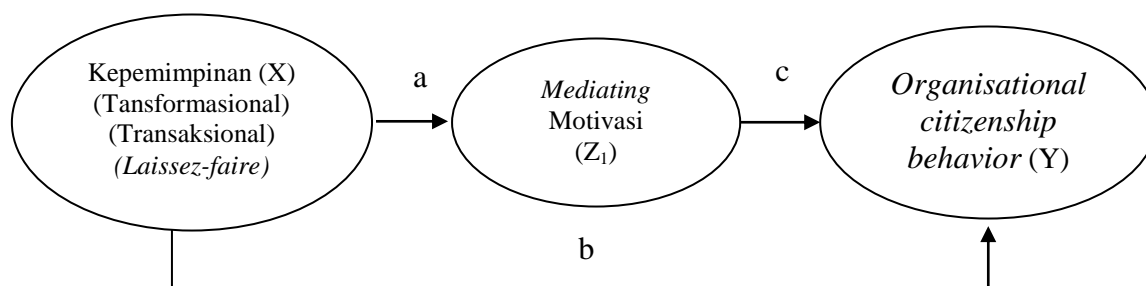 Kepemimpinan (X)
(Tansformasional)
(Transaksional)
(Laissez-faire)
a
Mediating
Motivasi
(Z₁)
c
Organisational
citizenship
behavior (Y)
b